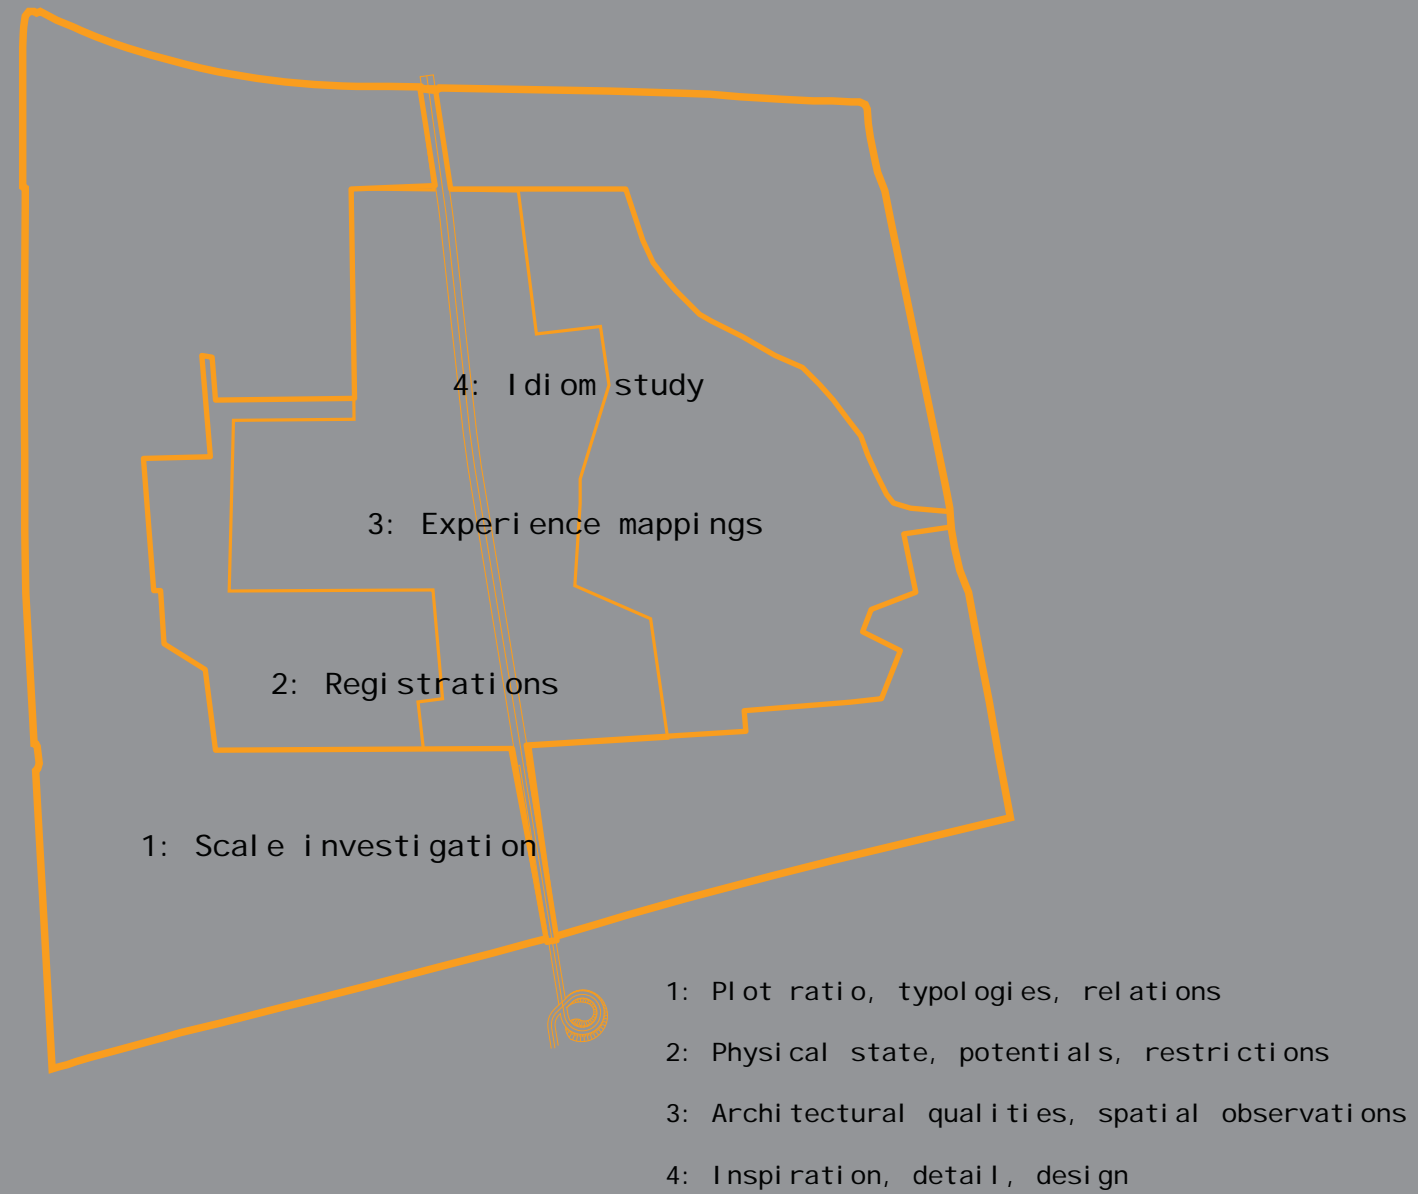 4: Idiom study
3: Experience mappings
2: Registrations
1: Scale investigation
1: Plot ratio, typologies, relations
2: Physical state, potentials, restrictions
3: Architectural qualities, spatial observations
4: Inspiration, detail, design